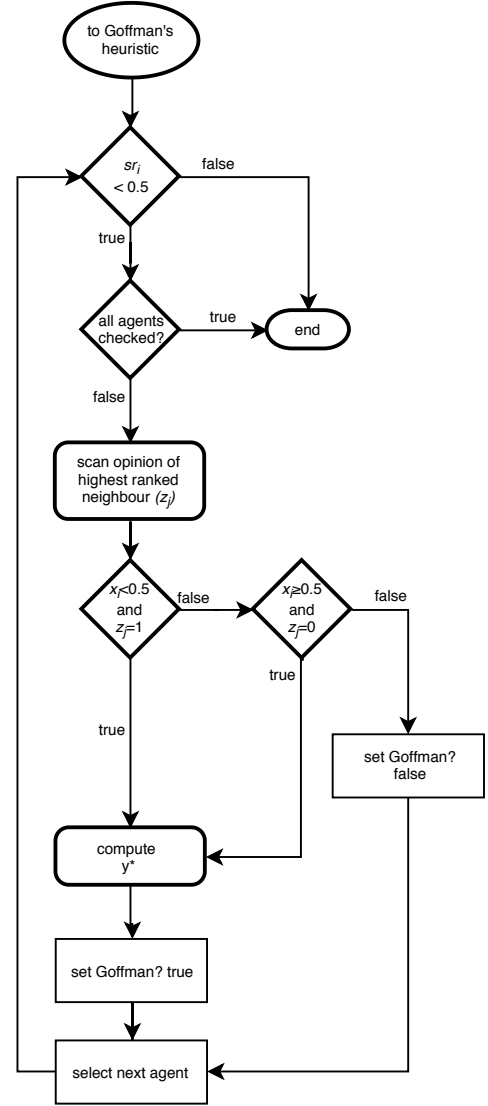 to Goffman's
heuristic
sr_i
< 0.5
false
true
all agents
checked?
true
end
false
scan opinion of
highest ranked
neighbour (z_j)
x_i<0.5
and
z_j=1
false
x_i≥0.5
and
z_j=0
false
true
true
set Goffman?
false
compute
y*
set Goffman? true
select next agent